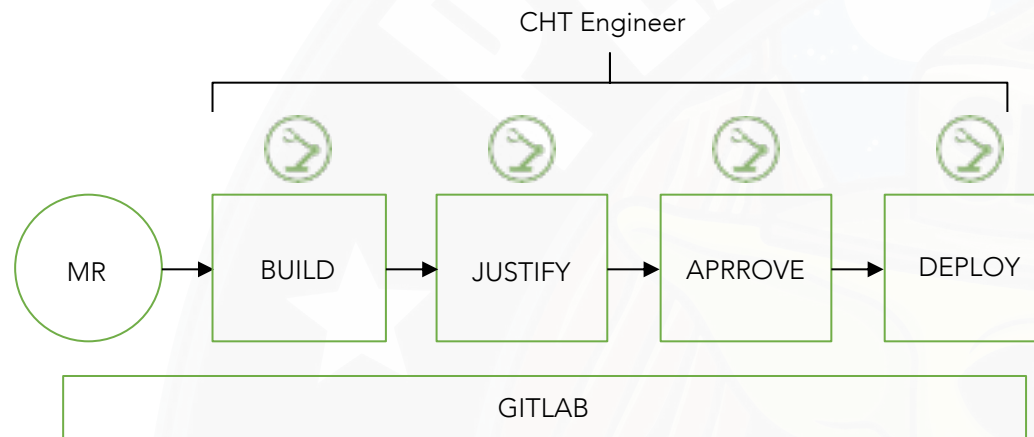 CHT Engineer
MR
BUILD
JUSTIFY
APRROVE
DEPLOY
GITLAB